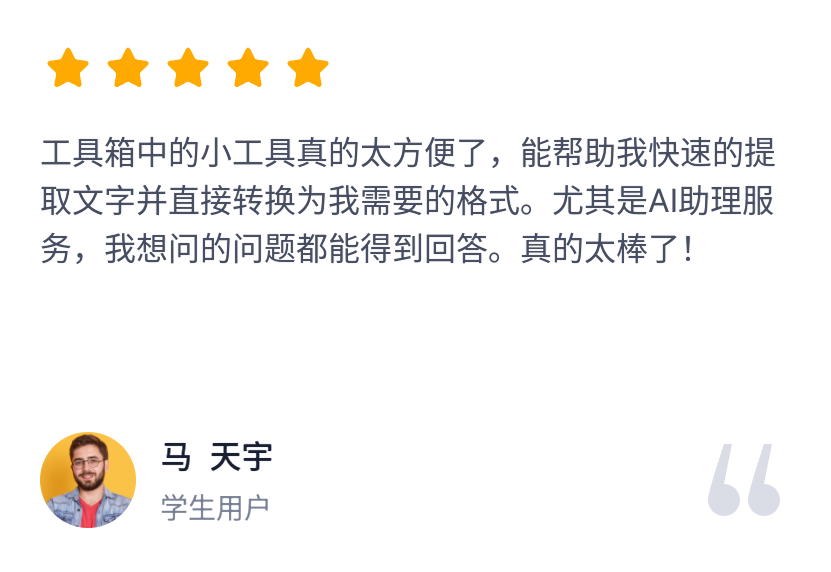 工具箱中的小工具真的太方便了，能帮助我快速的提
取文字并直接转换为我需要的格式。尤其是AI助理服
务，我想问的问题都能得到回答。真的太棒了！
马 天宇
学生用户